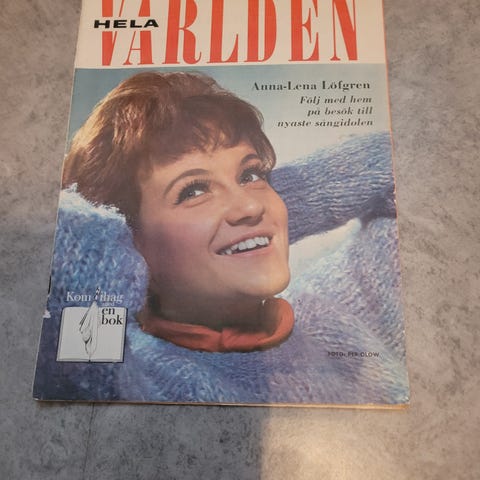 HELA
VÄRLDEN
Anna-Lena Löfgren
Följ med hem
på besök till
nyaste sångidolen
Kom ihåg
en
bok
FOTO: PER OLOW